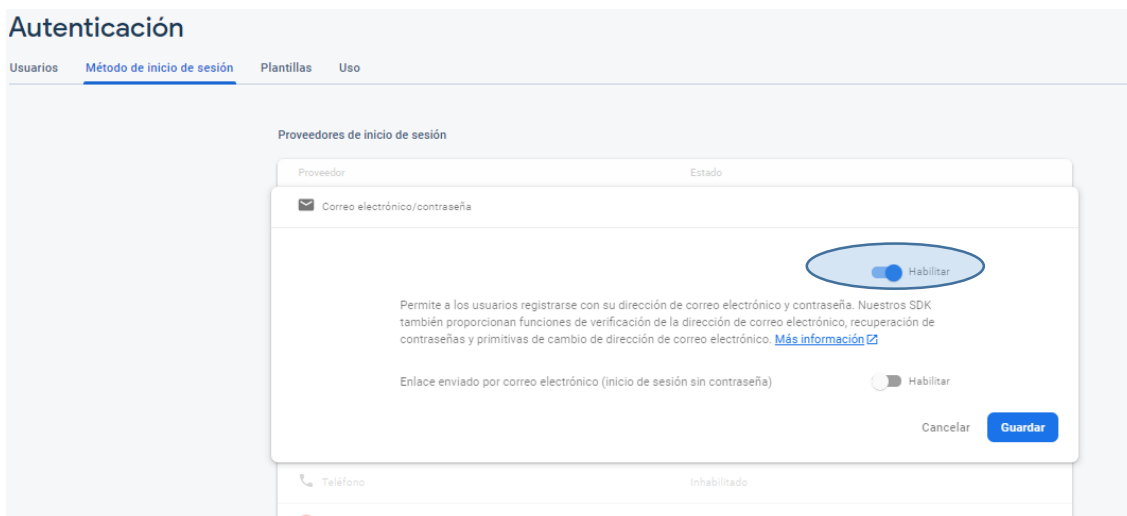 Autenticación
Usuarios Método de inicio de sesión Plantillas Uso
Proveedores de inicio de sesión
Proveedor Estado
Correo electrónico/contraseña
Habilitar
Permite a los usuarios registrarse con su dirección de correo electrónico y contraseña. Nuestros SDK
también proporcionan funciones de verificación de la dirección de correo electrónico, recuperación de
contraseñas y primitivas de cambio de dirección de correo electrónico. Más información
Enlace enviado por correo electrónico (inicio de sesión sin contraseña) Habilitar
Cancelar Guardar
Teléfono Inhabilitado